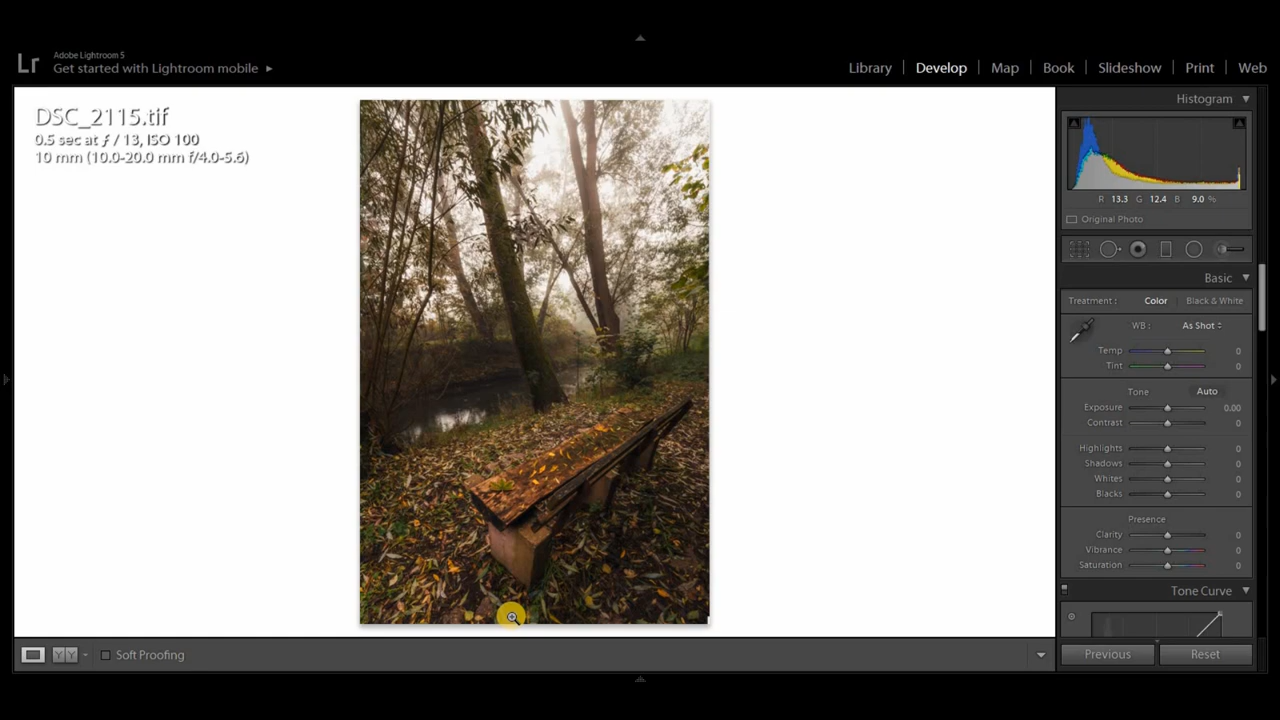 Adobe Lightroom 5
Lr
Get started with Lightroom mobile ▸
Library | Develop | Map | Book | Slideshow | Print | Web
DSC_2115.tif
0.5 sec at ƒ / 13, ISO 100
10 mm (10.0-20.0 mm f/4.0-5.6)
Histogram
R 13.3 G 12.4 B 9.0 %
Original Photo
Basic
Treatment : Color | Black & White
WB : As Shot
Temp 0
Tint 0
Tone Auto
Exposure 0.00
Contrast 0
Highlights 0
Shadows 0
Whites 0
Blacks 0
Presence
Clarity 0
Vibrance 0
Saturation 0
Tone Curve
YY Soft Proofing
Previous Reset